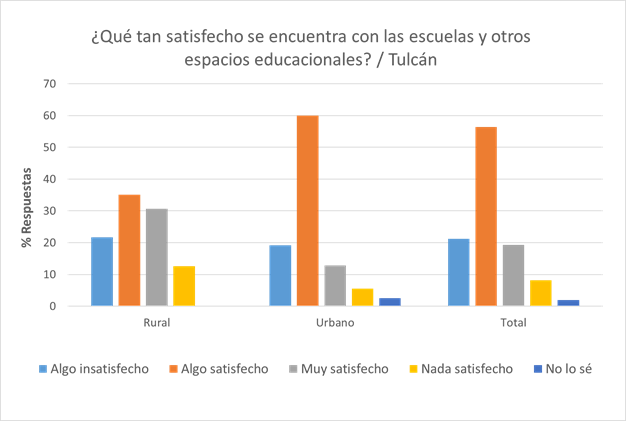 ¿Qué tan satisfecho se encuentra con las escuelas y otros
espacios educacionales? / Tulcán
% Respuestas
70
60
50
40
30
20
10
0
Rural Urbano Total
Algo insatisfecho Algo satisfecho Muy satisfecho Nada satisfecho No lo sé